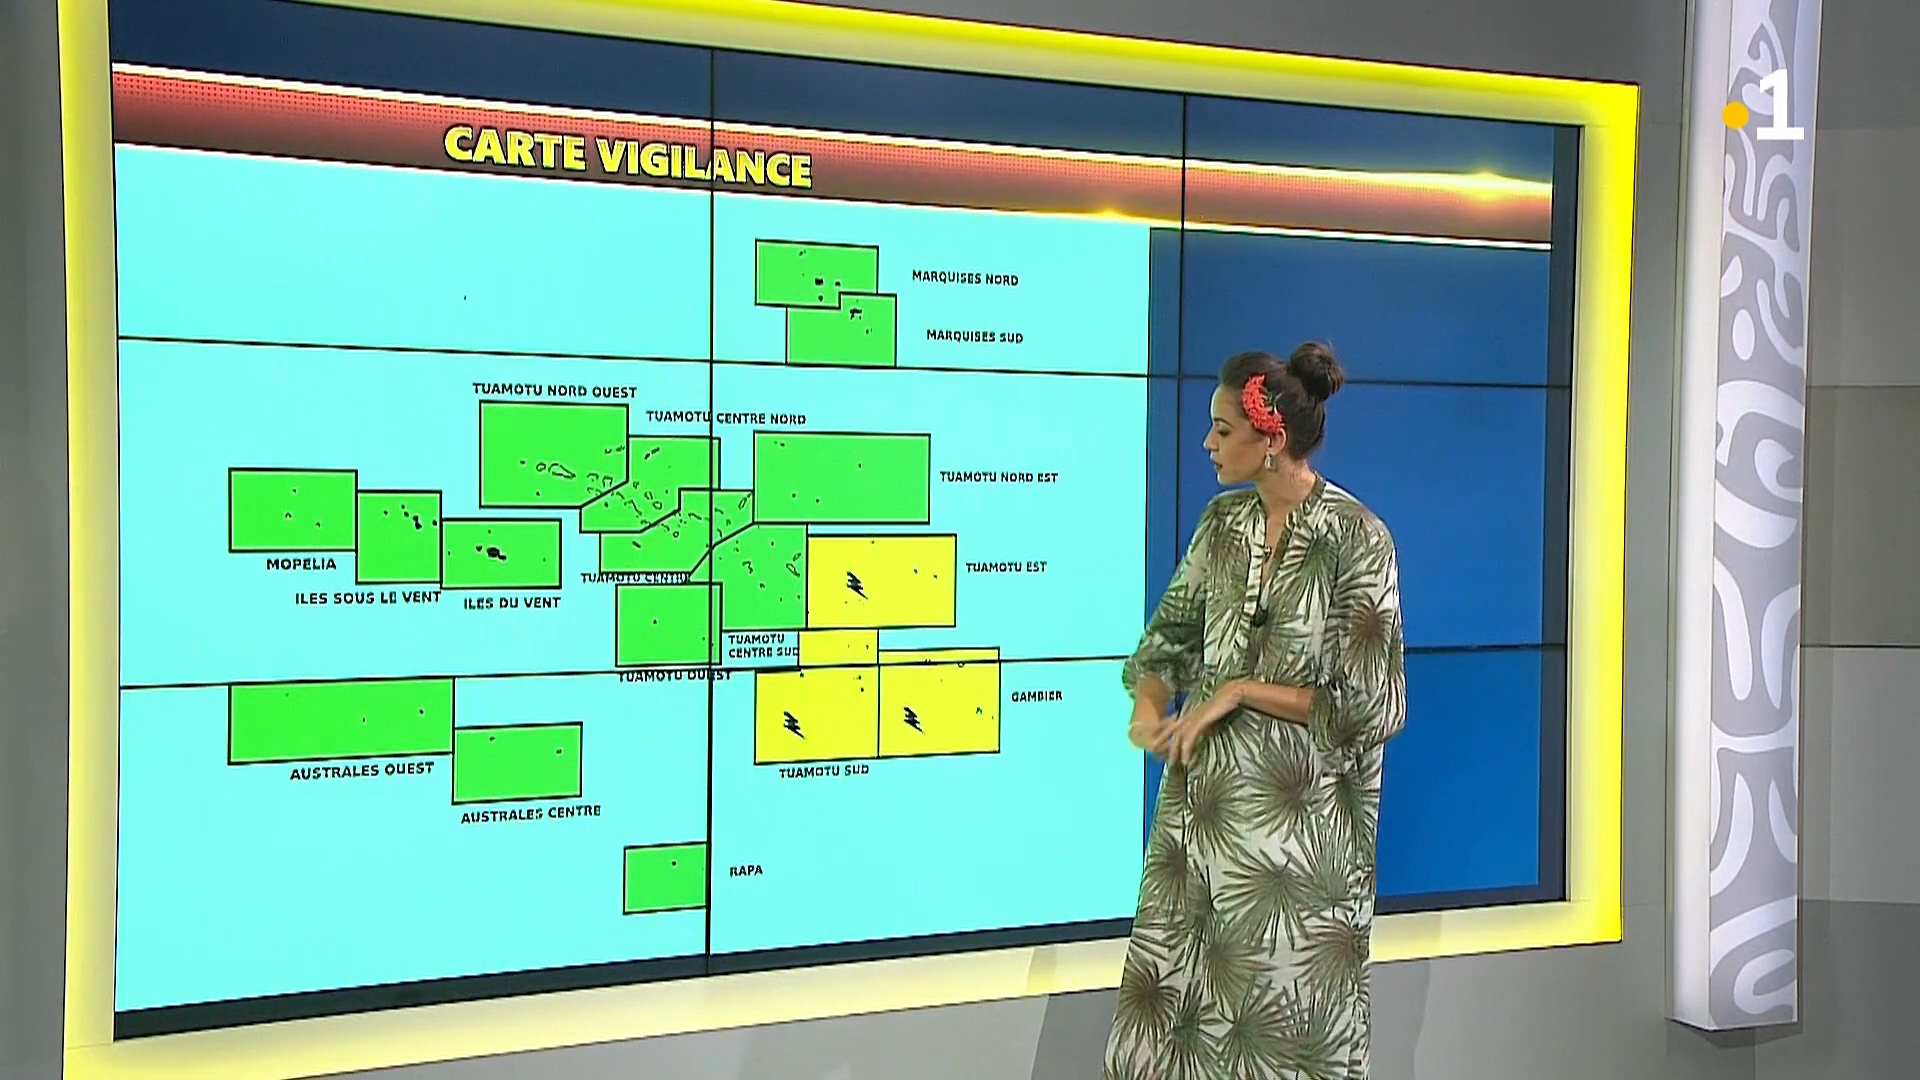 1
CARTE VIGILANCE
MARQUISES NORD
MARQUISES SUD
TUAMOTU NORD OUEST
TUAMOTU CENTRE NORD
TUAMOTU NORD EST
MOPELIA
TUAMOTU EST
TUAMOTU CENTRE
ILES SOUS LE VENT
ILES DU VENT
TUAMOTU
CENTRE SUD
TUAMOTU OUEST
GAMBIER
AUSTRALES OUEST
TUAMOTU SUD
AUSTRALES CENTRE
RAPA